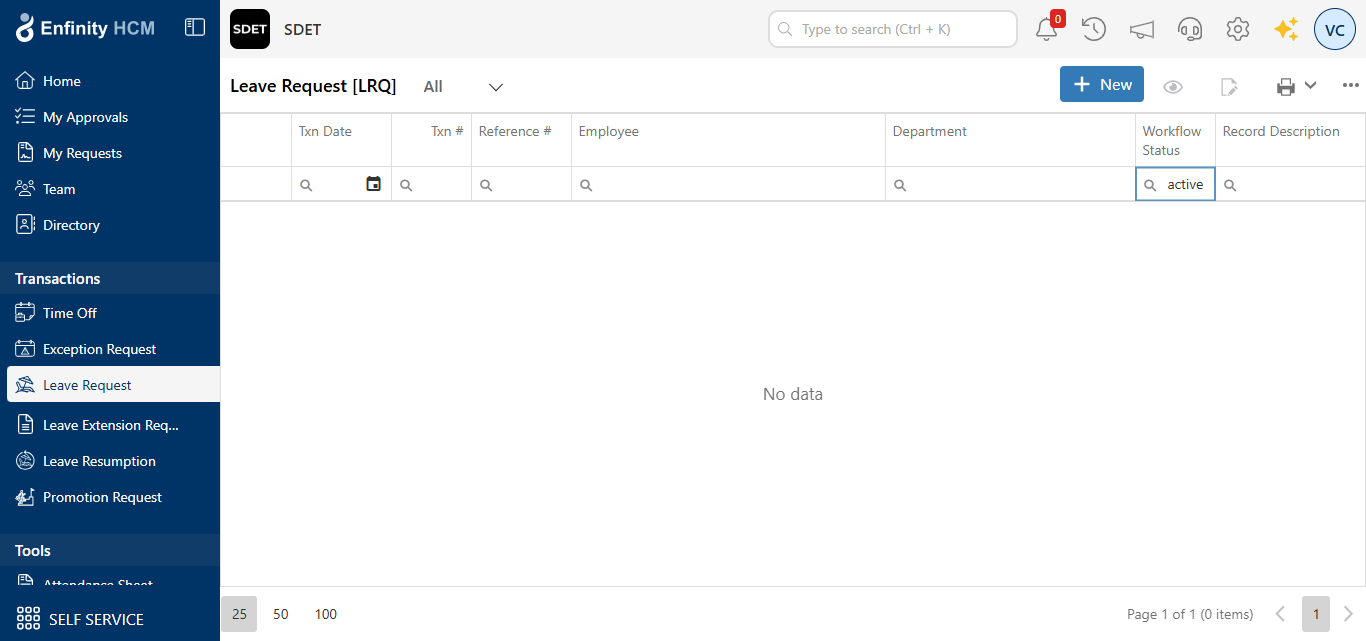 Enfinity HCM
SDET SDET
Type to search (Ctrl + K)
0
VC
Home
My Approvals
My Requests
Team
Directory
Transactions
Time Off
Exception Request
Leave Request
Leave Extension Req...
Leave Resumption
Promotion Request
Tools
Attendance Sheet
SELF SERVICE
Leave Request [LRQ] All
New
Txn Date Txn # Reference # Employee Department Workflow Status Record Description
active
No data
25 50 100
Page 1 of 1 (0 items) 1